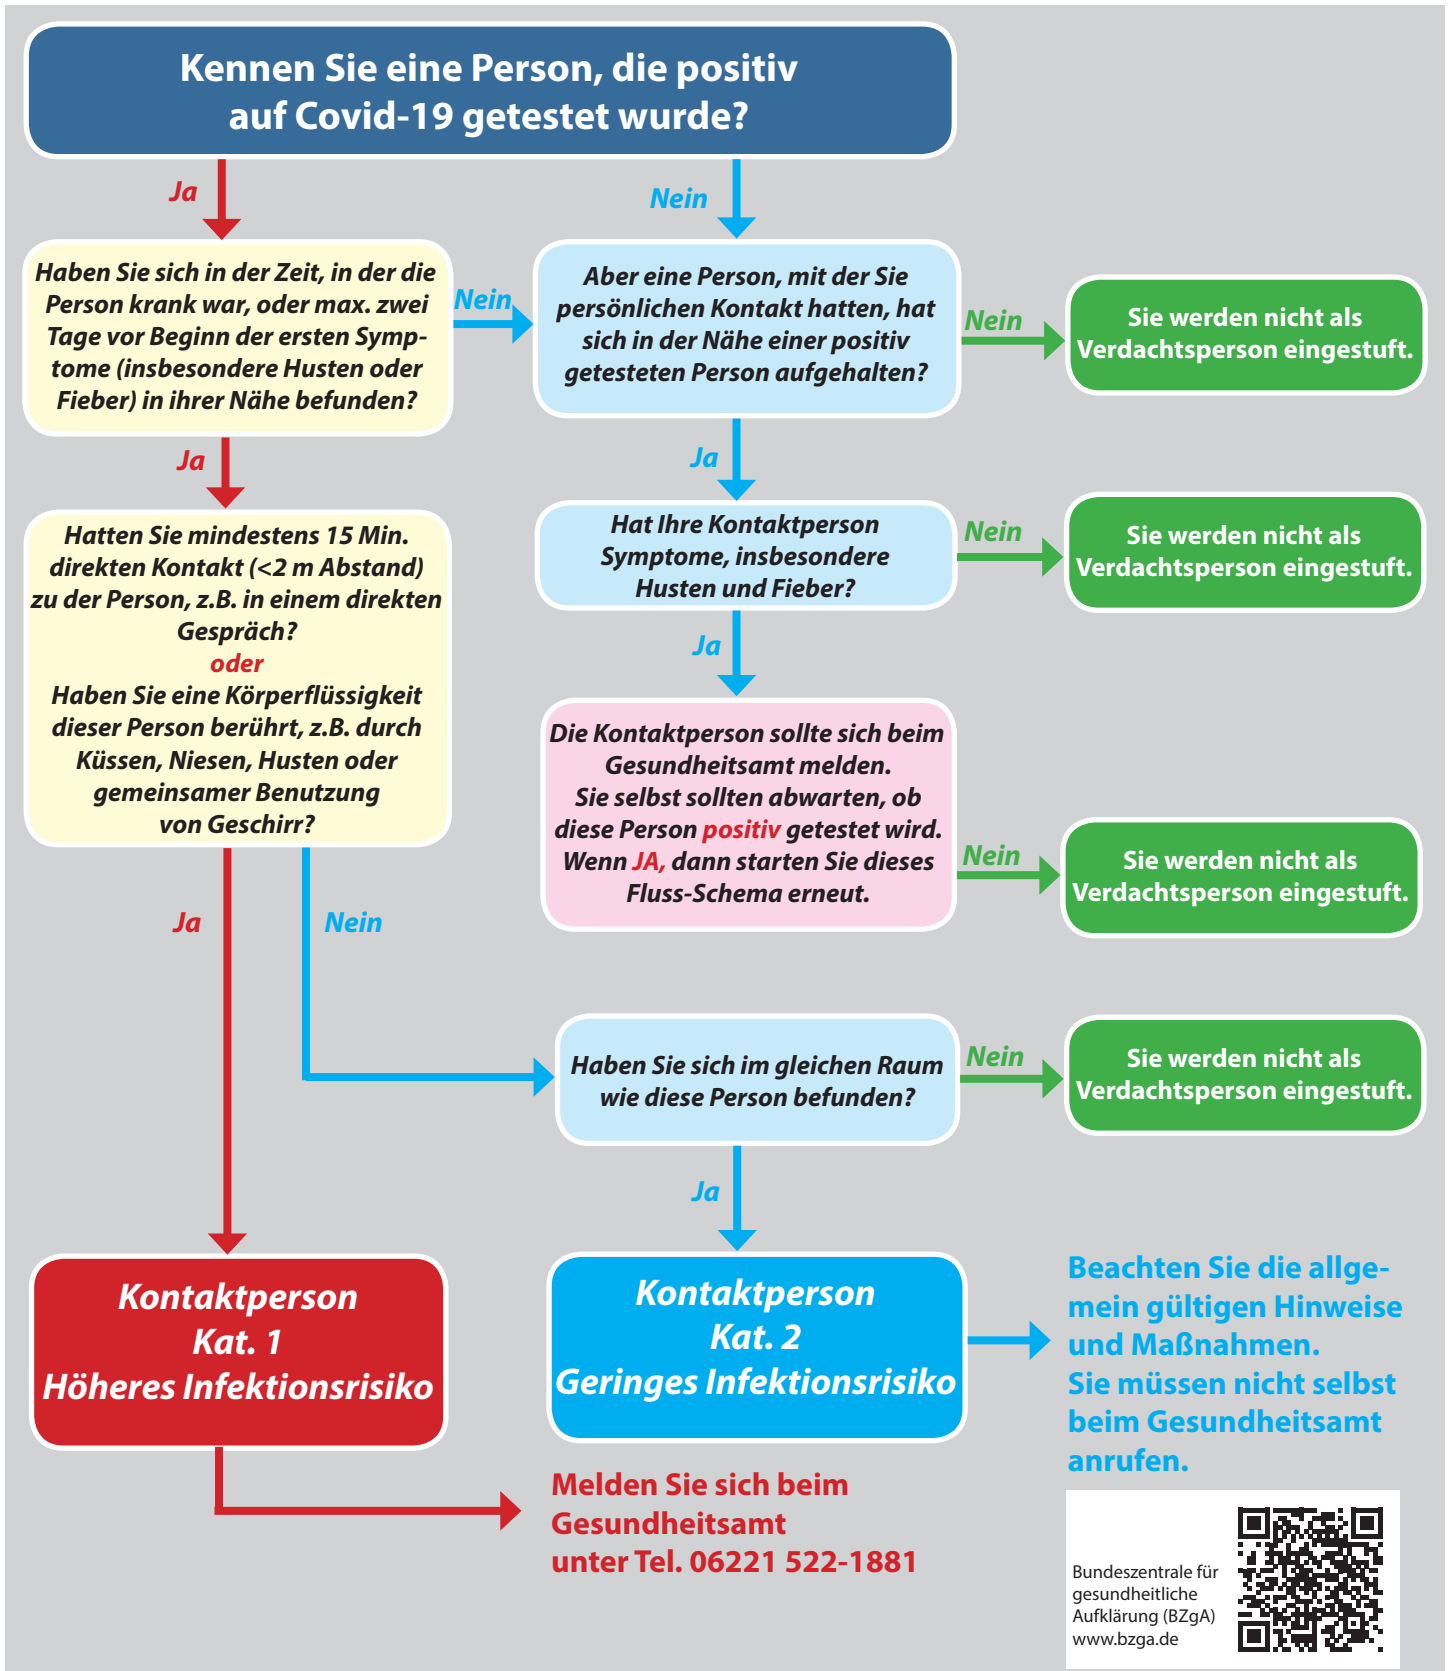 Kennen Sie eine Person, die positiv
auf Covid-19 getestet wurde?
Ja
Nein
Haben Sie sich in der Zeit, in der die
Person krank war, oder max. zwei
Tage vor Beginn der ersten Symp-
tome (insbesondere Husten oder
Fieber) in ihrer Nähe befunden?
Nein
Aber eine Person, mit der Sie
persönlichen Kontakt hatten, hat
sich in der Nähe einer positiv
getesteten Person aufgehalten?
Nein
Sie werden nicht als
Verdachtsperson eingestuft.
Ja
Ja
Hatten Sie mindestens 15 Min.
direkten Kontakt (<2 m Abstand)
zu der Person, z.B. in einem direkten
Gespräch?
oder
Haben Sie eine Körperflüssigkeit
dieser Person berührt, z.B. durch
Küssen, Niesen, Husten oder
gemeinsamer Benutzung
von Geschirr?
Hat Ihre Kontaktperson
Symptome, insbesondere
Husten und Fieber?
Nein
Sie werden nicht als
Verdachtsperson eingestuft.
Ja
Die Kontaktperson sollte sich beim
Gesundheitsamt melden.
Sie selbst sollten abwarten, ob
diese Person positiv getestet wird.
Wenn JA, dann starten Sie dieses
Fluss-Schema erneut.
Nein
Sie werden nicht als
Verdachtsperson eingestuft.
Ja
Nein
Haben Sie sich im gleichen Raum
wie diese Person befunden?
Nein
Sie werden nicht als
Verdachtsperson eingestuft.
Ja
Kontaktperson
Kat. 1
Höheres Infektionsrisiko
Kontaktperson
Kat. 2
Geringes Infektionsrisiko
Beachten Sie die allge-
mein gültigen Hinweise
und Maßnahmen.
Sie müssen nicht selbst
beim Gesundheitsamt
anrufen.
Melden Sie sich beim
Gesundheitsamt
unter Tel. 06221 522-1881
Bundeszentrale für
gesundheitliche
Aufklärung (BZgA)
www.bzga.de